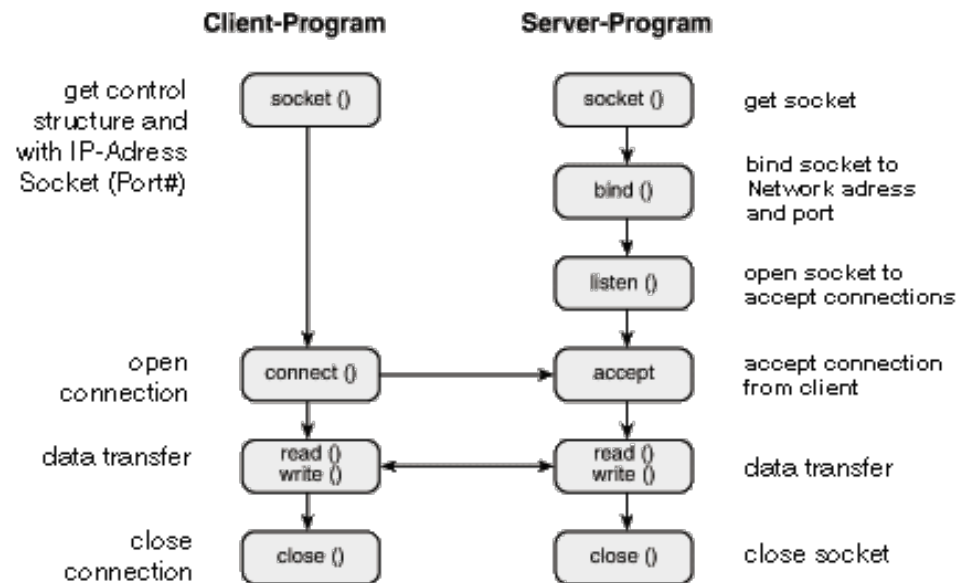 Client-Program
Server-Program
get control
structure and
with IP-Adress
Socket (Port#)
socket ()
socket ()
get socket
bind ()
bind socket to
Network adress
and port
listen ()
open socket to
accept connections
open
connection
connect ()
accept
accept connection
from client
data transfer
read ()
write ()
read ()
write ()
data transfer
close
connection
close ()
close ()
close socket